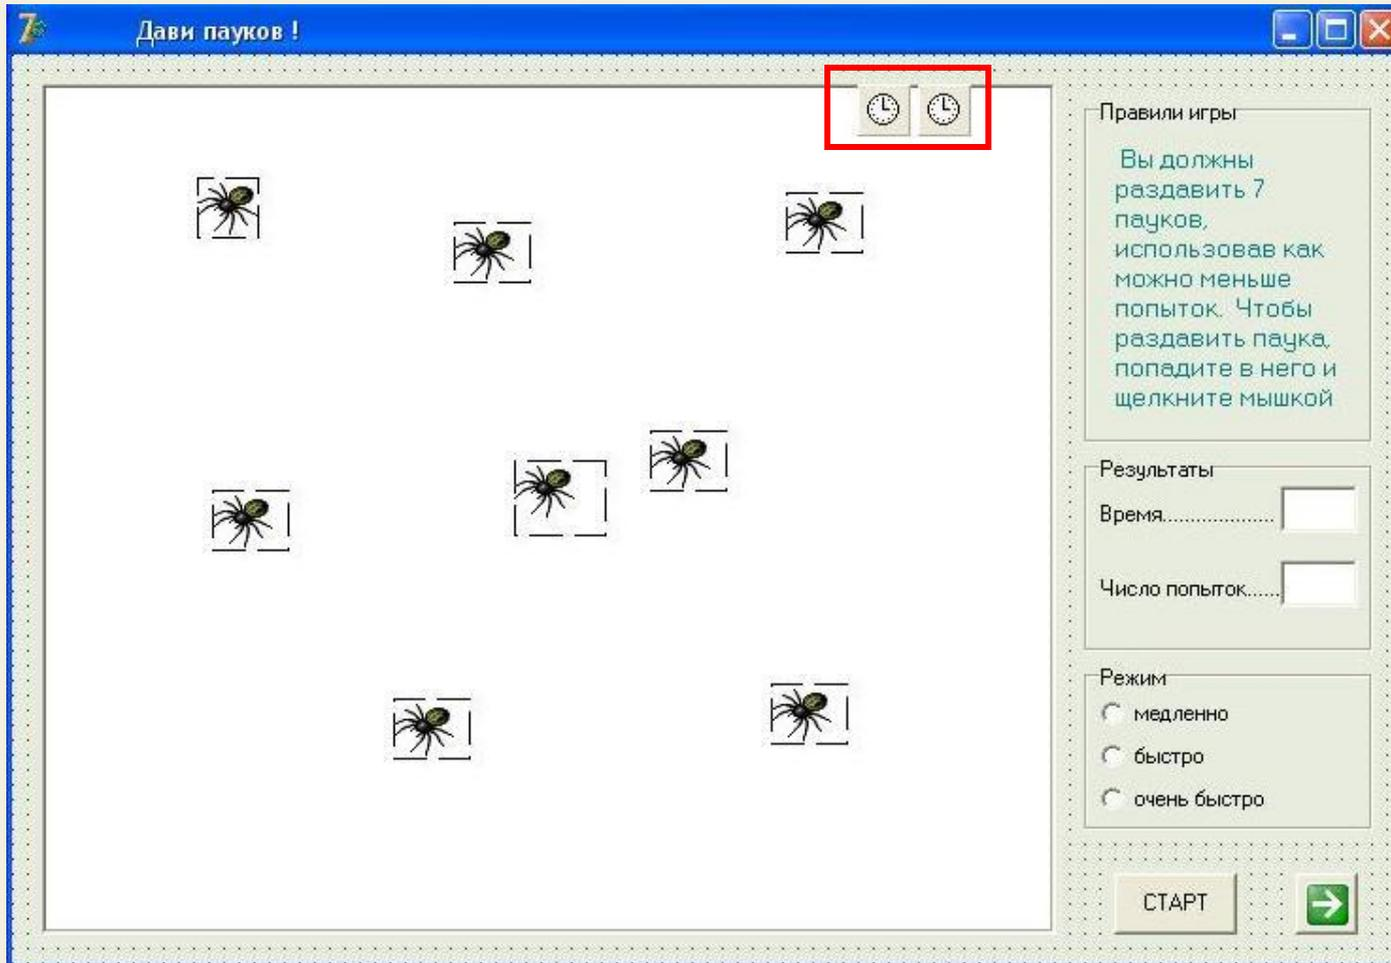 Дави пауков !
Правили игры
Вы должны
раздавить 7
пауков,
использовав как
можно меньше
попыток. Чтобы
раздавить паука,
попадите в него и
щелкните мышкой
Результаты
Время....................
Число попыток......
Режим
медленно
быстро
очень быстро
СТАРТ